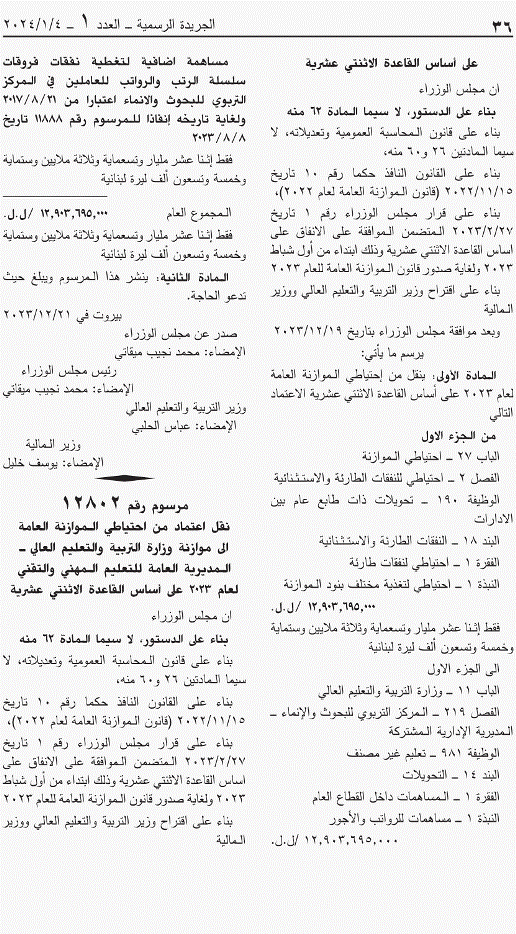 ٣٦
الجريدة الرسمية ـ العدد ١ ـ ٢٠٢٤/١/٤
على أساس القاعدة الاثنتي عشرية
ان مجلس الوزراء
بناء على الدستور، لا سيما المادة ٦٢ منه
بناء على قانون المحاسبة العمومية وتعديلاته، لا
سيما المادتين ٢٦ و٦٠ منه،
بناء على القانون النافذ حكما رقم ١٠ تاريخ
٢٠٢٢/١١/١٥ (قانون الموازنة العامة لعام ٢٠٢٢)،
بناء على قرار مجلس الوزراء رقم ١ تاريخ
٢٠٢٣/٢/٢٧ المتضمن الموافقة على الانفاق على
اساس القاعدة الاثنتي عشرية وذلك ابتداء من أول شباط
٢٠٢٣ ولغاية صدور قانون الموازنة العامة للعام ٢٠٢٣
بناء على اقتراح وزير التربية والتعليم العالي ووزير
المالية
وبعد موافقة مجلس الوزراء بتاريخ ٢٠٢٣/١٢/١٩
يرسم ما يأتي:
المادة الأولى: ينقل من إحتياطي الموازنة العامة
لعام ٢٠٢٣ على أساس القاعدة الاثنتي عشرية الاعتماد
التالي
من الجزء الاول
الباب ٢٧ ـ احتياطي الموازنة
الفصل ٢ ـ احتياطي للنفقات الطارئة والاستثنائية
الوظيفة ١٩٠ ـ تحويلات ذات طابع عام بين
الادارات
البند ١٨ ـ النفقات الطارئة والاستثنائية
الفقرة ١ ـ احتياطي لنفقات طارئة
النبذة ١ ـ احتياطي لتغذية مختلف بنود الموازنة
١٢,٩٠٣,٦٩٥,٠٠٠ /ل.ل.
فقط إثنا عشر مليار وتسعماية وثلاثة ملايين وستماية
وخمسة وتسعون ألف ليرة لبنانية
الى الجزء الاول
الباب ١١ ـ وزارة التربية والتعليم العالي
الفصل ٢١٩ ـ المركز التربوي للبحوث والإنماء ـ
المديرية الإدارية المشتركة
الوظيفة ٩٨١ ـ تعليم غير مصنف
البند ١٤ ـ التحويلات
الفقرة ١ ـ المساهمات داخل القطاع العام
النبذة ١ ـ مساهمات للرواتب والأجور
١٢,٩٠٣,٦٩٥,٠٠٠ /ل.ل.
مساهمة اضافية لتغطية نفقات فروقات
سلسلة الرتب والرواتب للعاملين في المركز
التربوي للبحوث والانماء اعتبارا من ٢٠١٧/٨/٢١
ولغاية تاريخه إنفاذا للمرسوم رقم ١١٨٨٨ تاريخ
٢٠٢٣/٨/٨
فقط إثنا عشر مليار وتسعماية وثلاثة ملايين وستماية
وخمسة وتسعون ألف ليرة لبنانية
المجموع العام ١٢,٩٠٣,٦٩٥,٠٠٠ /ل.ل.
فقط إثنا عشر مليار وتسعماية وثلاثة ملايين وستماية
وخمسة وتسعون ألف ليرة لبنانية
المادة الثانية: ينشر هذا المرسوم ويبلغ حيث
تدعو الحاجة.
بيروت في ٢٠٢٣/١٢/٢١
صدر عن مجلس الوزراء
الإمضاء: محمد نجيب ميقاتي
رئيس مجلس الوزراء
الإمضاء: محمد نجيب ميقاتي
وزير التربية والتعليم العالي
الإمضاء: عباس الحلبي
وزير المالية
الإمضاء: يوسف خليل
مرسوم رقم ١٢٨٠٢
نقل اعتماد من احتياطي الموازنة العامة
الى موازنة وزارة التربية والتعليم العالي ـ
المديرية العامة للتعليم المهني والتقني
لعام ٢٠٢٣ على أساس القاعدة الاثنتي عشرية
ان مجلس الوزراء
بناء على الدستور، لا سيما المادة ٦٢ منه
بناء على قانون المحاسبة العمومية وتعديلاته، لا
سيما المادتين ٢٦ و٦٠ منه،
بناء على القانون النافذ حكما رقم ١٠ تاريخ
٢٠٢٢/١١/١٥ (قانون الموازنة العامة لعام ٢٠٢٢)،
بناء على قرار مجلس الوزراء رقم ١ تاريخ
٢٠٢٣/٢/٢٧ المتضمن الموافقة على الانفاق على
اساس القاعدة الاثنتي عشرية وذلك ابتداء من أول شباط
٢٠٢٣ ولغاية صدور قانون الموازنة العامة للعام ٢٠٢٣
بناء على اقتراح وزير التربية والتعليم العالي ووزير
المالية